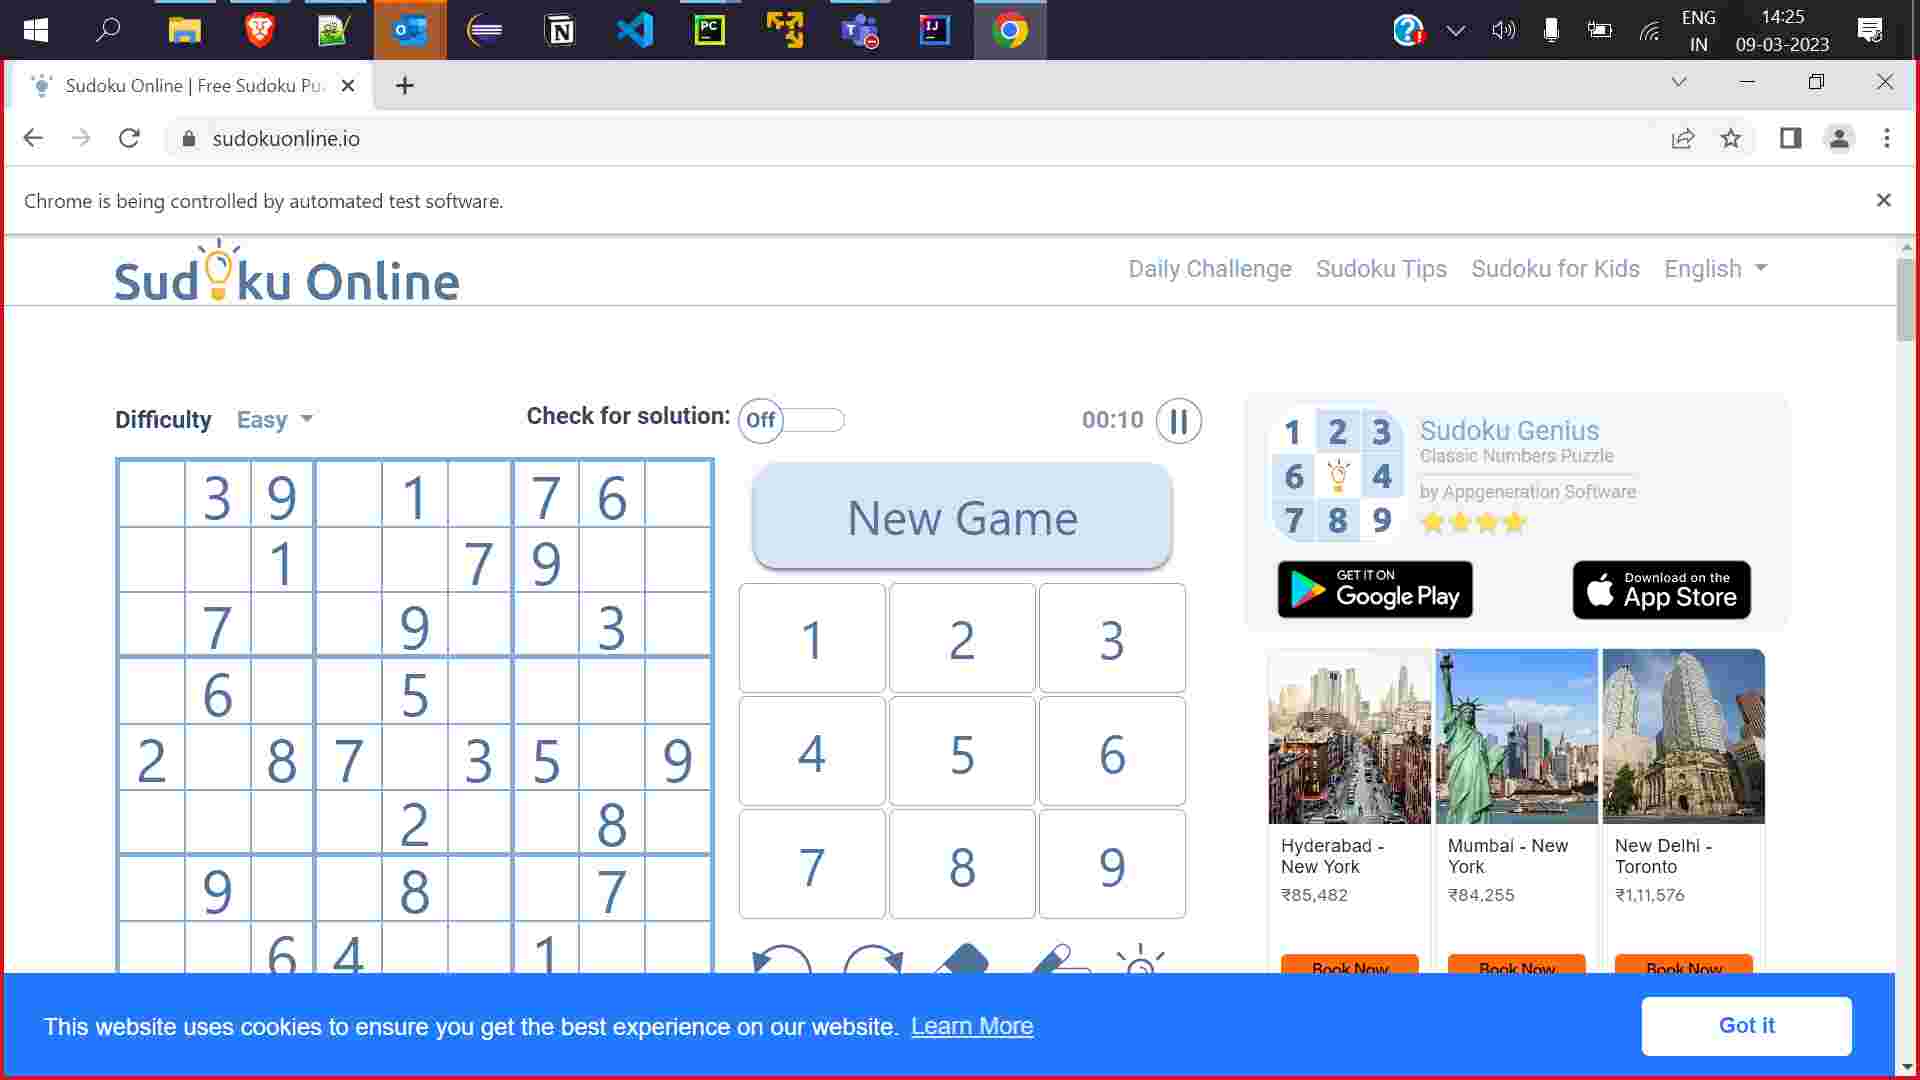 ENG
IN
14:25
09-03-2023
Sudoku Online | Free Sudoku Pu
sudokuonline.io
Chrome is being controlled by automated test software.
Sudoku Online
Daily Challenge Sudoku Tips Sudoku for Kids English
Difficulty Easy Check for solution: Off 00:10
3 9 1 7 6
1 7 9
7 9 3
6 5
2 8 7 3 5 9
2 8
9 8 7
6 4 1
New Game
1 2 3
4 5 6
7 8 9
1 2 3
6 4
7 8 9
Sudoku Genius
Classic Numbers Puzzle
by Appgeneration Software
GET IT ON
Google Play
Download on the
App Store
Hyderabad -
New York
₹85,482
Book Now
Mumbai - New
York
₹84,255
Book Now
New Delhi -
Toronto
₹1,11,576
Book Now
This website uses cookies to ensure you get the best experience on our website. Learn More
Got it